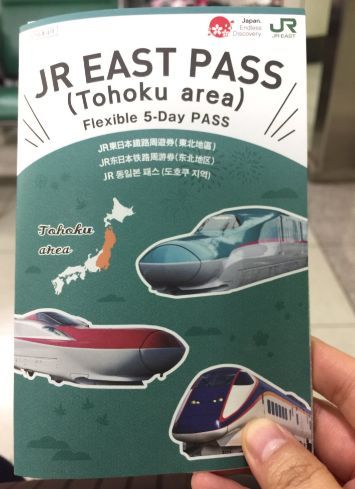 Japan.
Endless
Discovery.
JR
JR EAST
JR EAST PASS
(Tohoku area)
Flexible 5-Day PASS
JR東日本鐵路周遊券(東北地區)
JR东日本铁路周游券(东北地区)
JR 동일본 패스(도호쿠 지역)
Tohoku
area